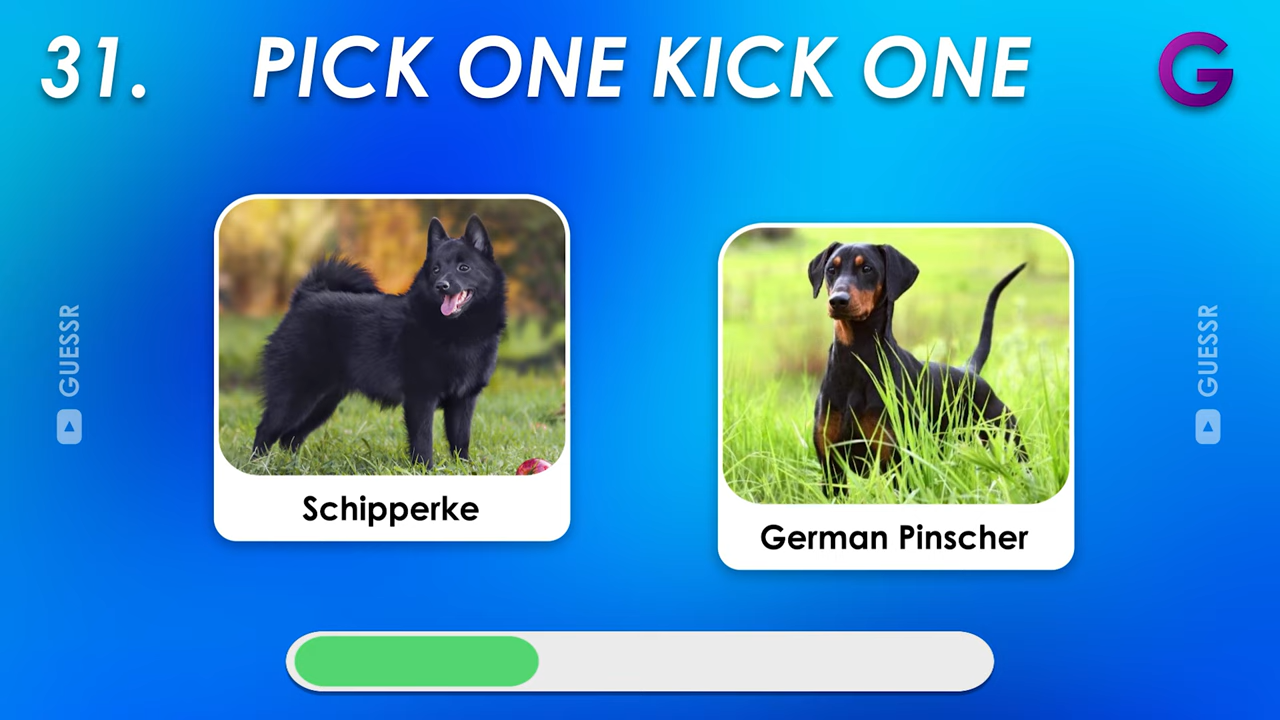 31. PICK ONE KICK ONE
G
GUESSR
GUESSR
Schipperke
German Pinscher